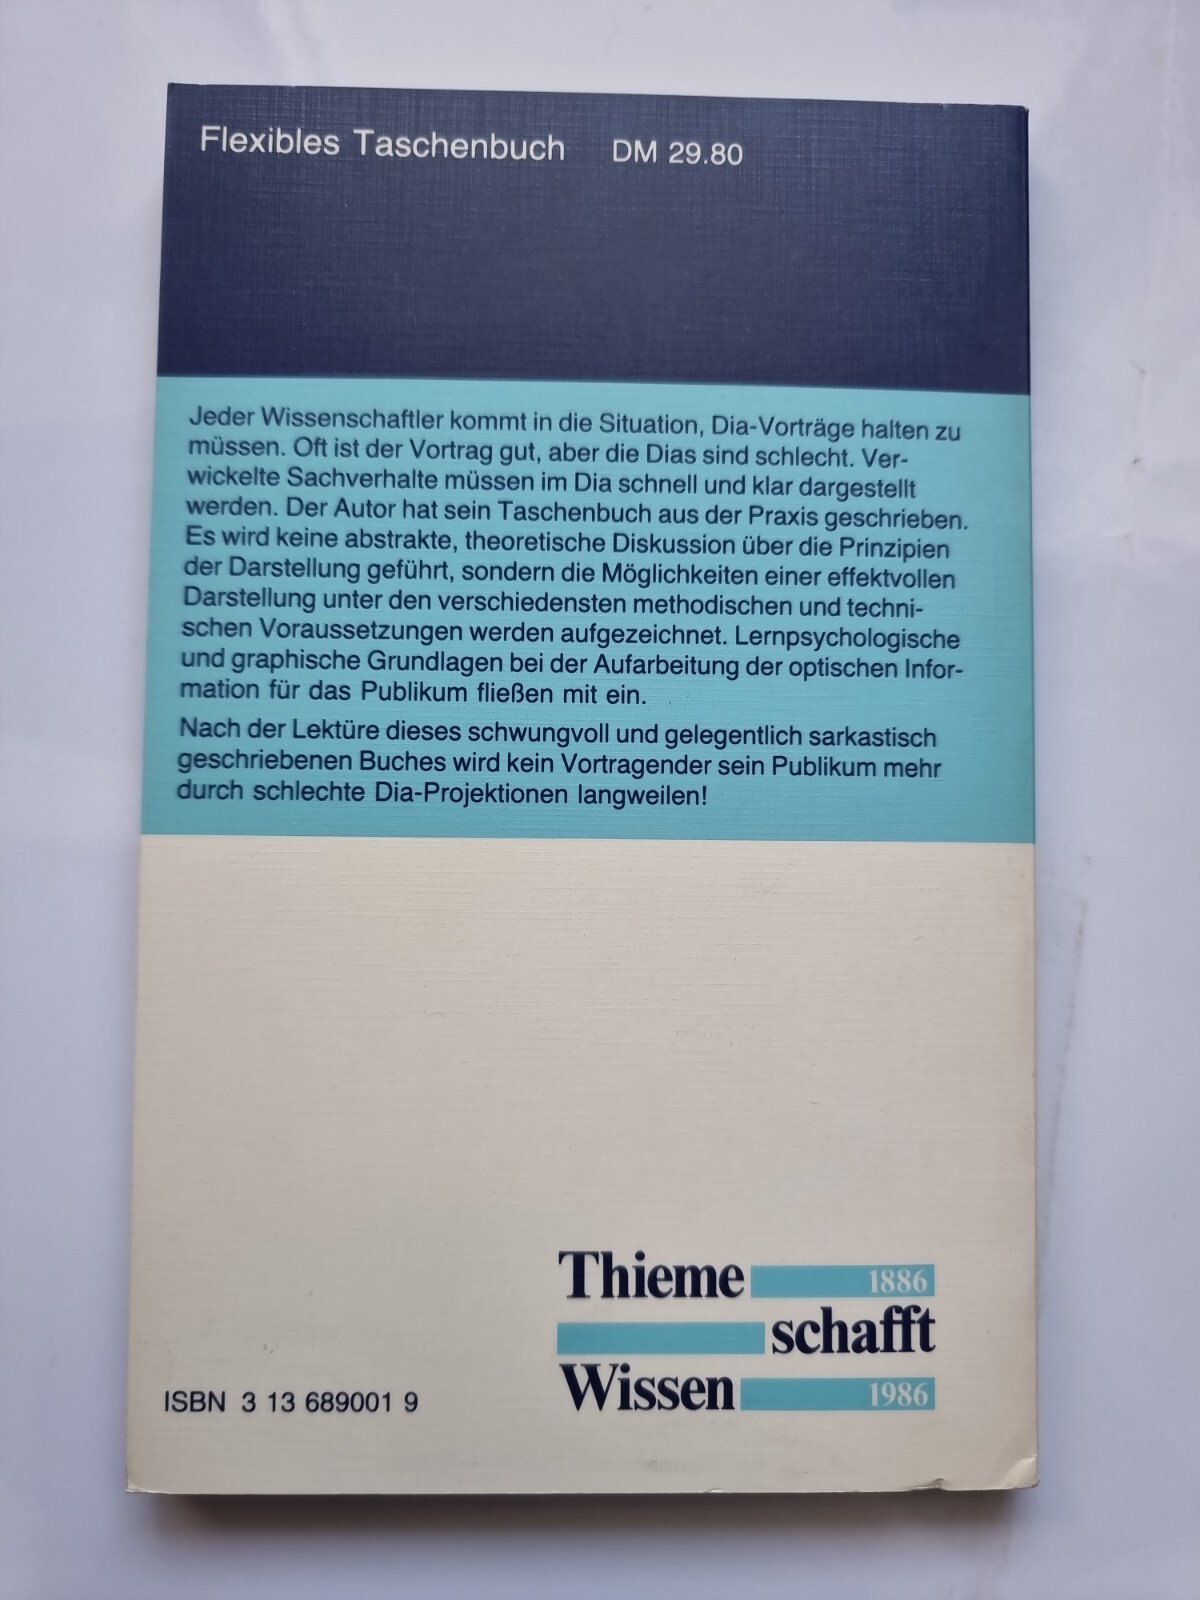 Flexibles Taschenbuch DM 29.80
Jeder Wissenschaftler kommt in die Situation, Dia-Vorträge halten zu
müssen. Oft ist der Vortrag gut, aber die Dias sind schlecht. Ver-
wickelte Sachverhalte müssen im Dia schnell und klar dargestellt
werden. Der Autor hat sein Taschenbuch aus der Praxis geschrieben.
Es wird keine abstrakte, theoretische Diskussion über die Prinzipien
der Darstellung geführt, sondern die Möglichkeiten einer effektvollen
Darstellung unter den verschiedensten methodischen und techni-
schen Voraussetzungen werden aufgezeichnet. Lernpsychologische
und graphische Grundlagen bei der Aufarbeitung der optischen Infor-
mation für das Publikum fließen mit ein.
Nach der Lektüre dieses schwungvoll und gelegentlich sarkastisch
geschriebenen Buches wird kein Vortragender sein Publikum mehr
durch schlechte Dia-Projektionen langweilen!
Thieme 1886
schafft
Wissen 1986
ISBN 3 13 689001 9